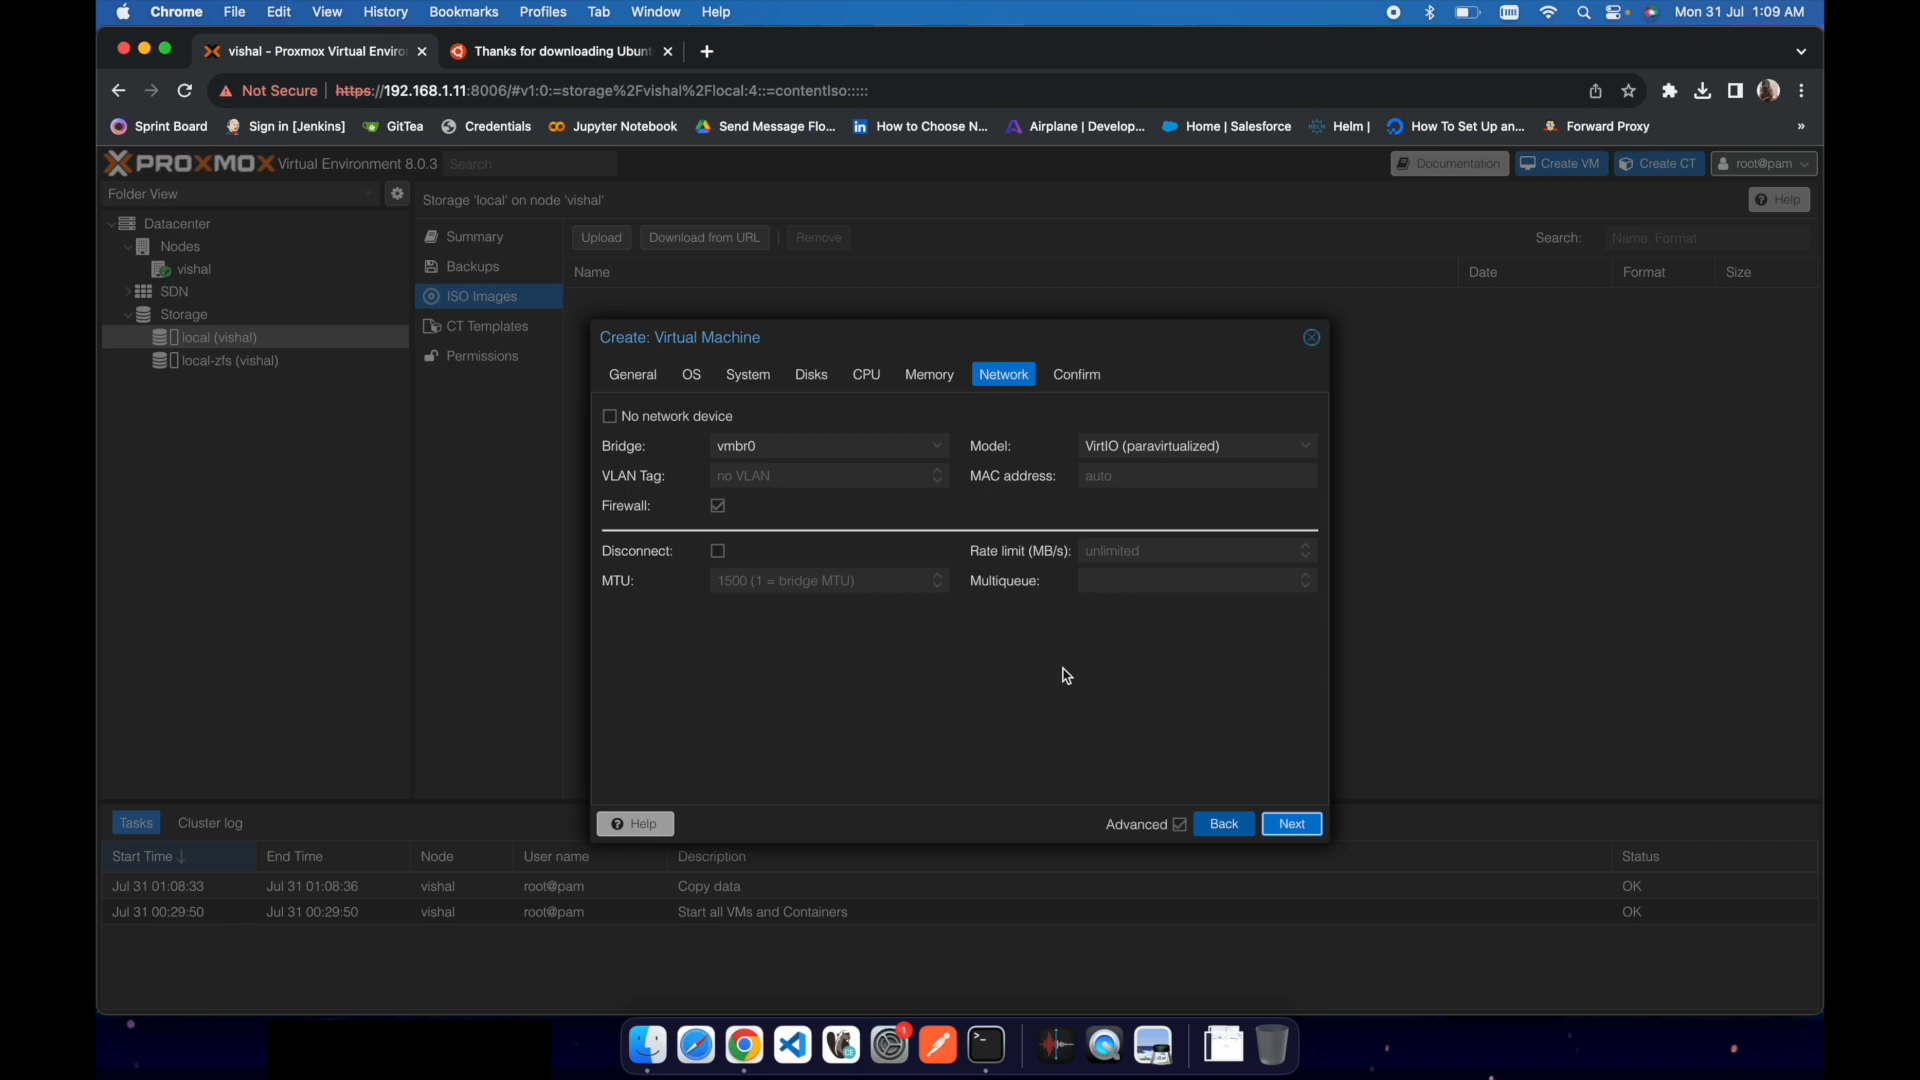 Chrome File Edit View History Bookmarks Profiles Tab Window Help Mon 31 Jul 1:09 AM
vishal - Proxmox Virtual Enviro Thanks for downloading Ubunt
Not Secure https://192.168.1.11:8006/#v1:0:=storage%2Fvishal%2Flocal:4::=contentIso:::::
Sprint Board Sign in [Jenkins] GitTea Credentials Jupyter Notebook Send Message Flo... How to Choose N... Airplane | Develop... Home | Salesforce Helm | How To Set Up an... Forward Proxy »
PROXMOX Virtual Environment 8.0.3 Search Documentation Create VM Create CT root@pam
Folder View
Storage 'local' on node 'vishal' Help
Datacenter
Nodes
vishal
SDN
Storage
local (vishal)
local-zfs (vishal)
Summary
Backups
ISO Images
CT Templates
Permissions
Upload Download from URL Remove Search: Name, Format
Name Date Format Size
Create: Virtual Machine
General OS System Disks CPU Memory Network Confirm
No network device
Bridge: vmbr0 Model: VirtIO (paravirtualized)
VLAN Tag: no VLAN MAC address: auto
Firewall:
Disconnect: Rate limit (MB/s): unlimited
MTU: 1500 (1 = bridge MTU) Multiqueue:
Help Advanced Back Next
Tasks Cluster log
Start Time End Time Node User name Description Status
Jul 31 01:08:33 Jul 31 01:08:36 vishal root@pam Copy data OK
Jul 31 00:29:50 Jul 31 00:29:50 vishal root@pam Start all VMs and Containers OK
1